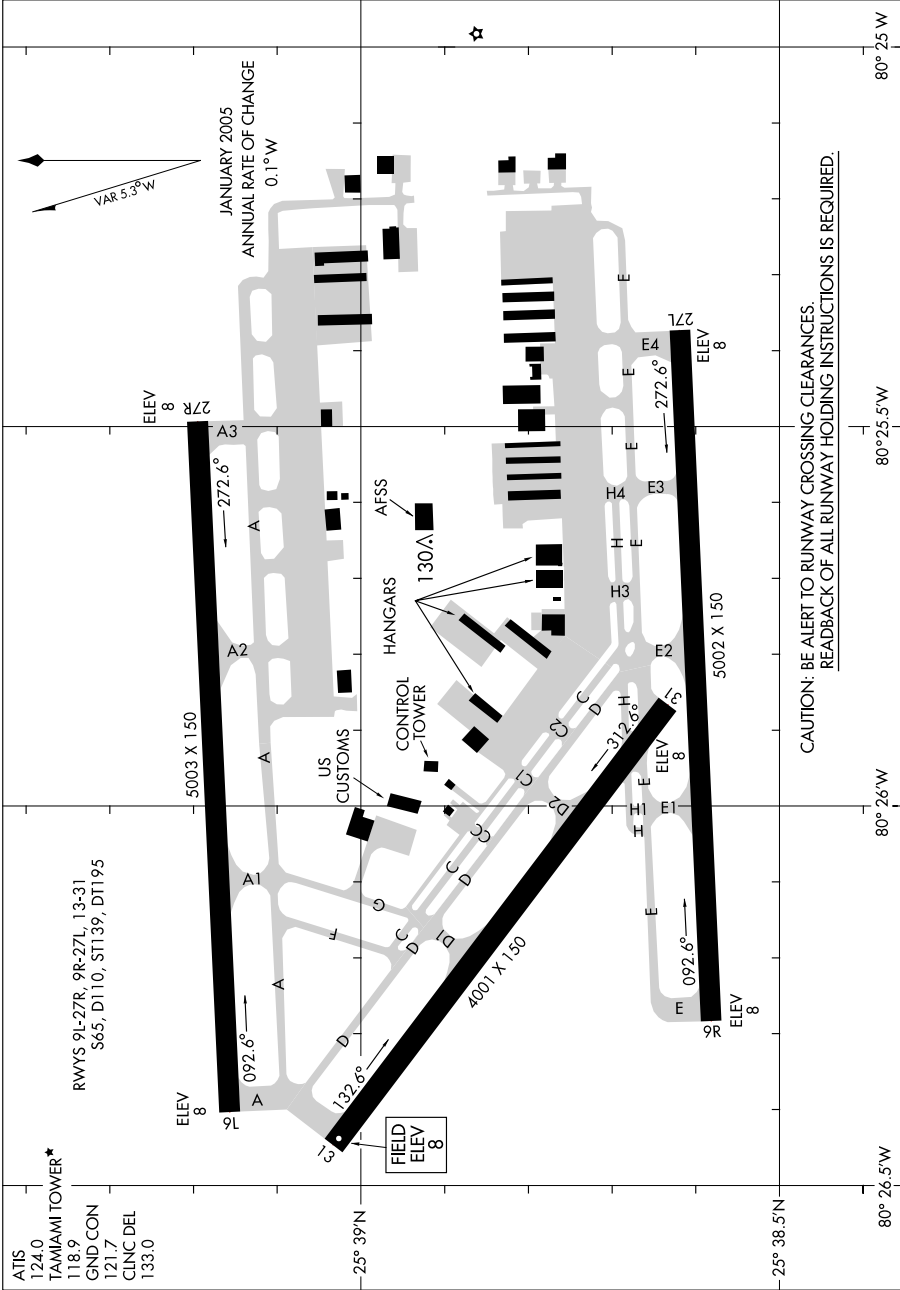 ATIS
124.0
TAMIAMI TOWER★
118.9
GND CON
121.7
CLNC DEL
133.0
RWYS 9L-27R, 9R-27L, 13-31
S65, D110, ST139, DT195
VAR 5.3° W
JANUARY 2005
ANNUAL RATE OF CHANGE
0.1° W
ELEV
8
9L
092.6°
A
5003 X 150
A1
A
A
A2
A
272.6°
A3
27R
ELEV
8
FIELD
ELEV
8
13
132.6°
D
F
G
4001 X 150
D1
C
D
C
D
CC
C1
D2
C2
C
D
312.6°
31
ELEV
8
US
CUSTOMS
CONTROL
TOWER
HANGARS
AFSS
130
ELEV
8
9R
E
092.6°
E
H
H1
E1
E
H
E2
H3
H
E
H4
E3
E
E
E4
E
272.6°
27L
ELEV
8
5002 X 150
25° 39'N
25° 38.5'N
80° 26.5'W
80° 26'W
80° 25.5'W
80° 25'W
CAUTION: BE ALERT TO RUNWAY CROSSING CLEARANCES.
READBACK OF ALL RUNWAY HOLDING INSTRUCTIONS IS REQUIRED.